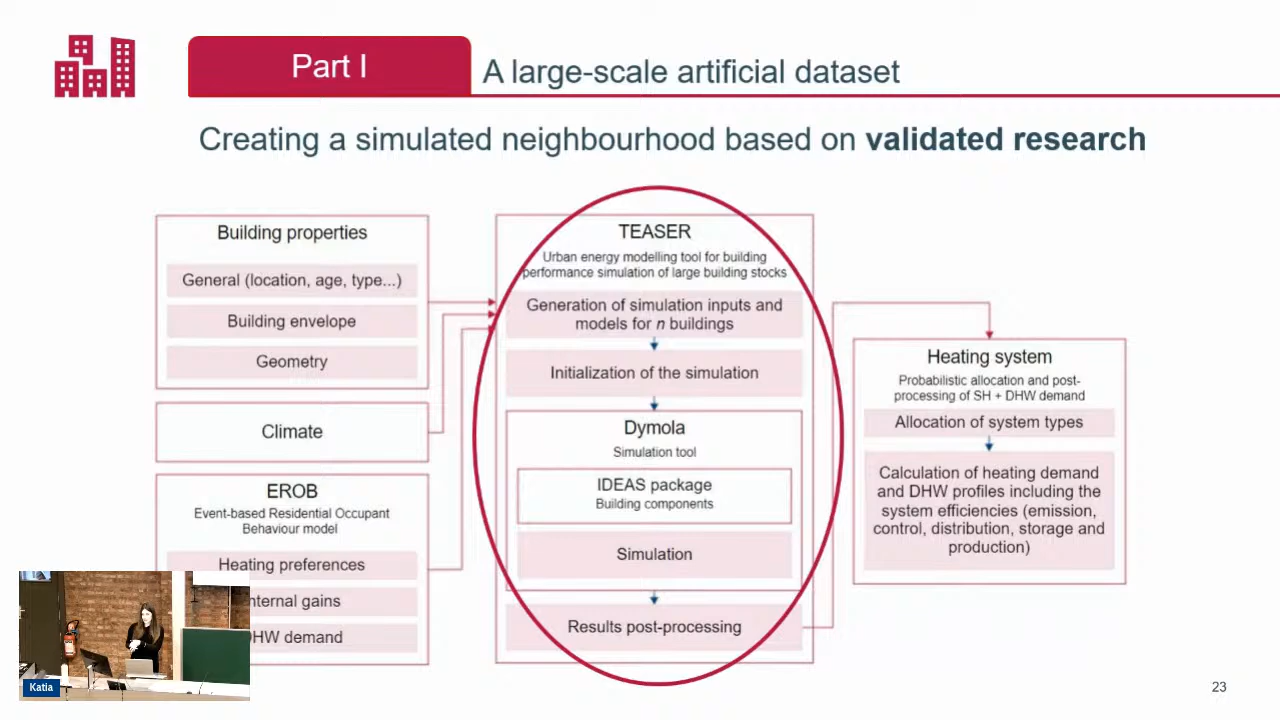 Part I
A large-scale artificial dataset
Creating a simulated neighbourhood based on validated research
Building properties
General (location, age, type...)
Building envelope
Geometry
Climate
EROB
Event-based Residential Occupant
Behaviour model
Heating preferences
nternal gains
HW demand
TEASER
Urban energy modelling tool for building
performance simulation of large building stocks
Generation of simulation inputs and
models for n buildings
Initialization of the simulation
Dymola
Simulation tool
IDEAS package
Building components
Simulation
Results post-processing
Heating system
Probabilistic allocation and post-
processing of SH + DHW demand
Allocation of system types
Calculation of heating demand
and DHW profiles including the
system efficiencies (emission,
control, distribution, storage and
production)
Katia
23